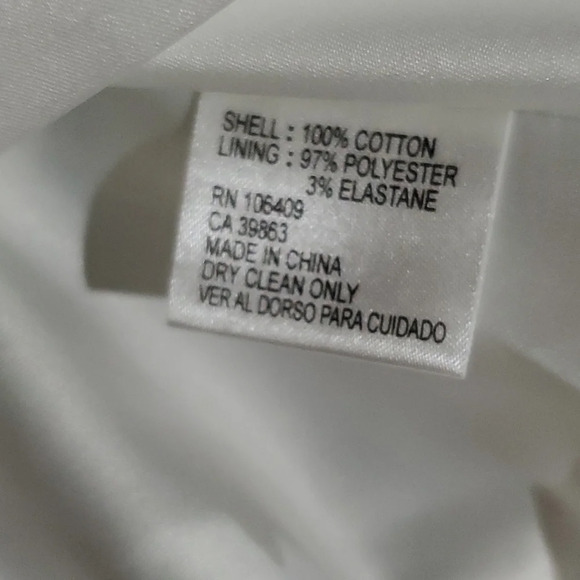 SHELL : 100% COTTON
LINING : 97% POLYESTER
3% ELASTANE
RN 106409
CA 39863
MADE IN CHINA
DRY CLEAN ONLY
VER AL DORSO PARA CUIDADO